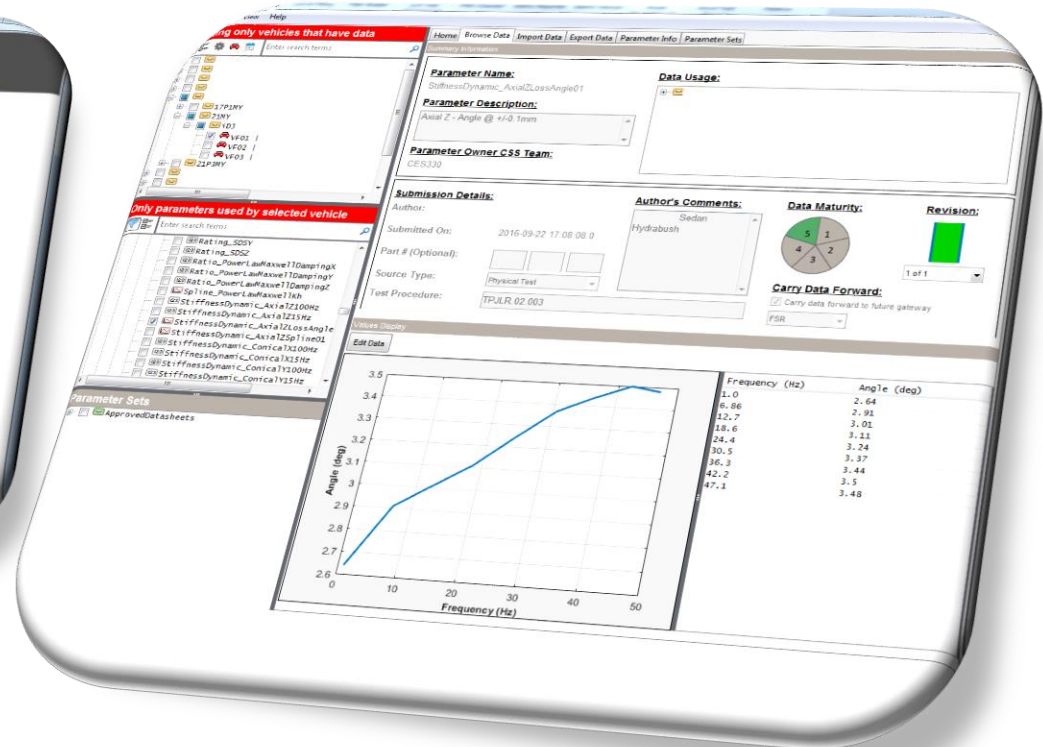 View Help
ng only vehicles that have data
Enter search terms
17P1MY
21MY
iDJ
VF01
VF02
VF03
21P3MY
Only parameters used by selected vehicle
Enter search terms
Rating_SDSY
Rating_SDSZ
Ratio_PowerLawMaxwellDampingX
Ratio_PowerLawMaxwellDampingY
Ratio_PowerLawMaxwellDampingZ
Spline_PowerLawMaxwellKh
StiffnessDynamic_AxialZ100Hz
StiffnessDynamic_AxialZ15Hz
StiffnessDynamic_AxialZLossAngle
StiffnessDynamic_AxialZSpline01
StiffnessDynamic_ConicalX100Hz
StiffnessDynamic_ConicalX15Hz
StiffnessDynamic_ConicalY100Hz
StiffnessDynamic_ConicalY15Hz
Parameter Sets
ApprovedDatasheets
Home Browse Data Import Data Export Data Parameter Info Parameter Sets
Summary Information
Parameter Name:
StiffnessDynamic_AxialZLossAngle01
Parameter Description:
Axial Z - Angle @ +/-0.1mm
Parameter Owner CSS Team:
CES330
Data Usage:
Submission Details:
Author:
Submitted On: 2016-09-22 17:08:08.0
Part # (Optional):
Source Type: Physical Test
Test Procedure: TPJLR.02.003
Author's Comments:
Sedan
Hydrabush
Data Maturity:
5 1
4 2
3
Revision:
1 of 1
Carry Data Forward:
Carry data forward to future gateway
FSR
Values Display
Edit Data
3.5
3.4
3.3
3.2
3.1
3
2.9
2.8
2.7
2.6
Angle (deg)
0 10 20 30 40 50
Frequency (Hz)
Frequency (Hz) Angle (deg)
1.0 2.64
6.86 2.91
12.7 3.01
18.6 3.11
24.4 3.24
30.5 3.37
36.3 3.44
42.2 3.5
47.1 3.48